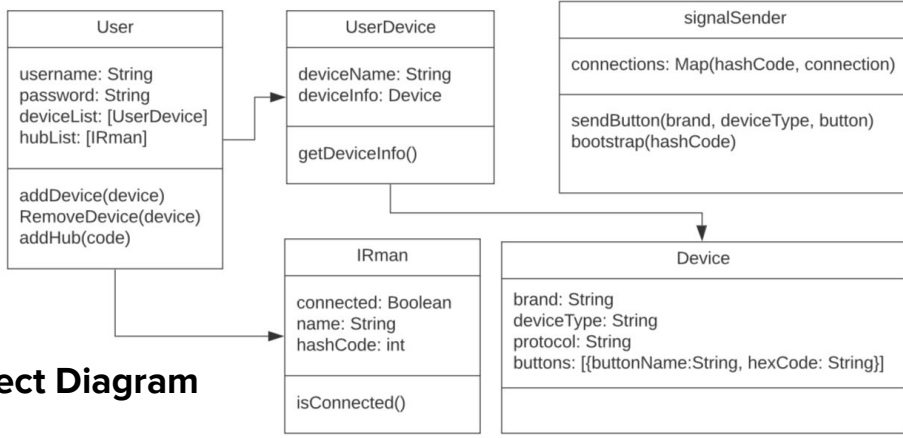 User
username: String
password: String
deviceList: [UserDevice]
hubList: [IRman]
addDevice(device)
RemoveDevice(device)
addHub(code)
UserDevice
deviceName: String
deviceInfo: Device
getDeviceInfo()
signalSender
connections: Map(hashCode, connection)
sendButton(brand, deviceType, button)
bootstrap(hashCode)
IRman
connected: Boolean
name: String
hashCode: int
isConnected()
Device
brand: String
deviceType: String
protocol: String
buttons: [{buttonName:String, hexCode: String}]
ect Diagram